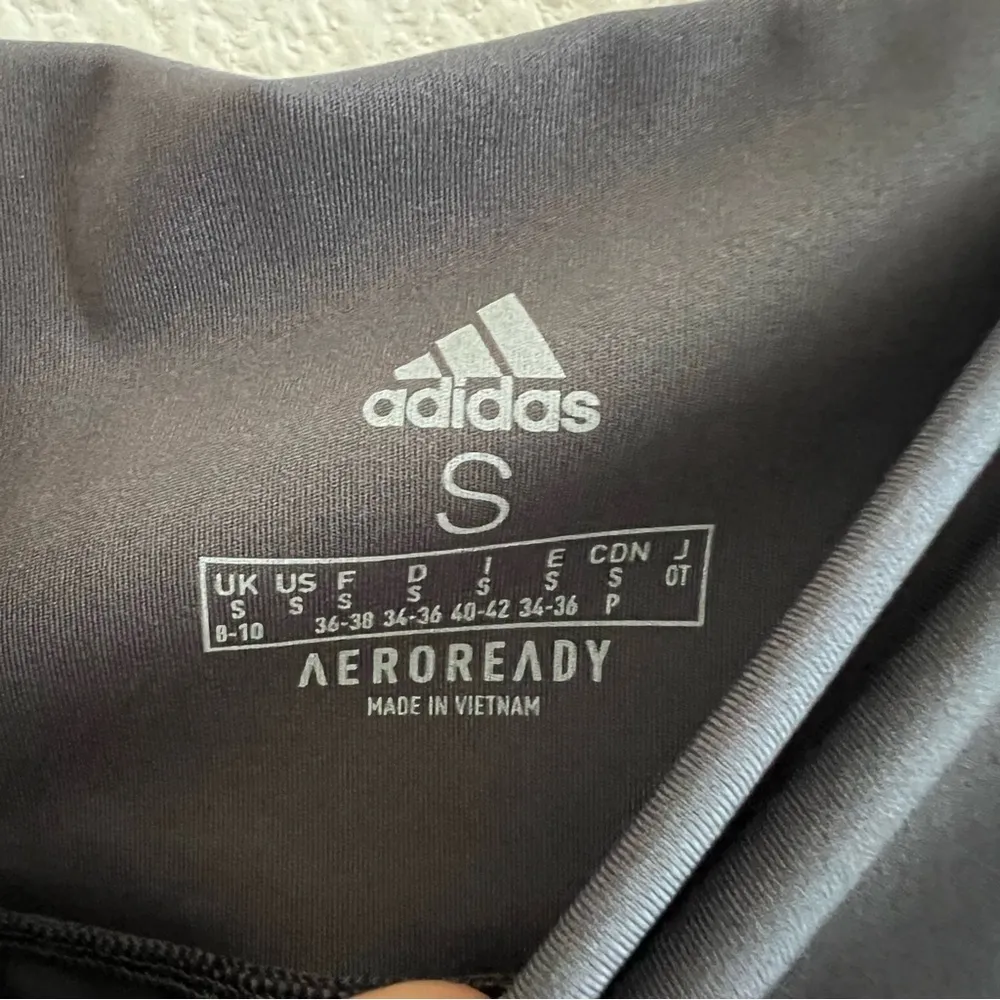 adidas
S
UK US F D I E CDN J
S S S S S S S OT
8-10 36-38 34-36 40-42 34-36 P
AEROREADY
MADE IN VIETNAM